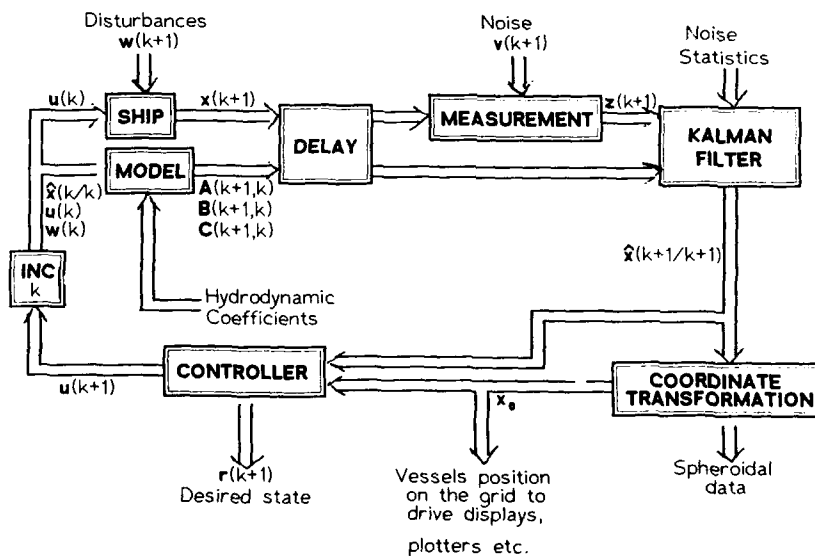 Disturbances
w(k+1)
Noise
v(k+1)
Noise
Statistics
u(k)
SHIP
x(k+1)
DELAY
MEASUREMENT
z(k+1)
KALMAN
FILTER
MODEL
x̂(k/k)
u(k)
w(k)
A(k+1,k)
B(k+1,k)
C(k+1,k)
INC
k
x̂(k+1/k+1)
Hydrodynamic
Coefficients
u(k+1)
CONTROLLER
xₒ
COORDINATE
TRANSFORMATION
r(k+1)
Desired state
Vessels position
on the grid to
drive displays,
plotters etc.
Spheroidal
data